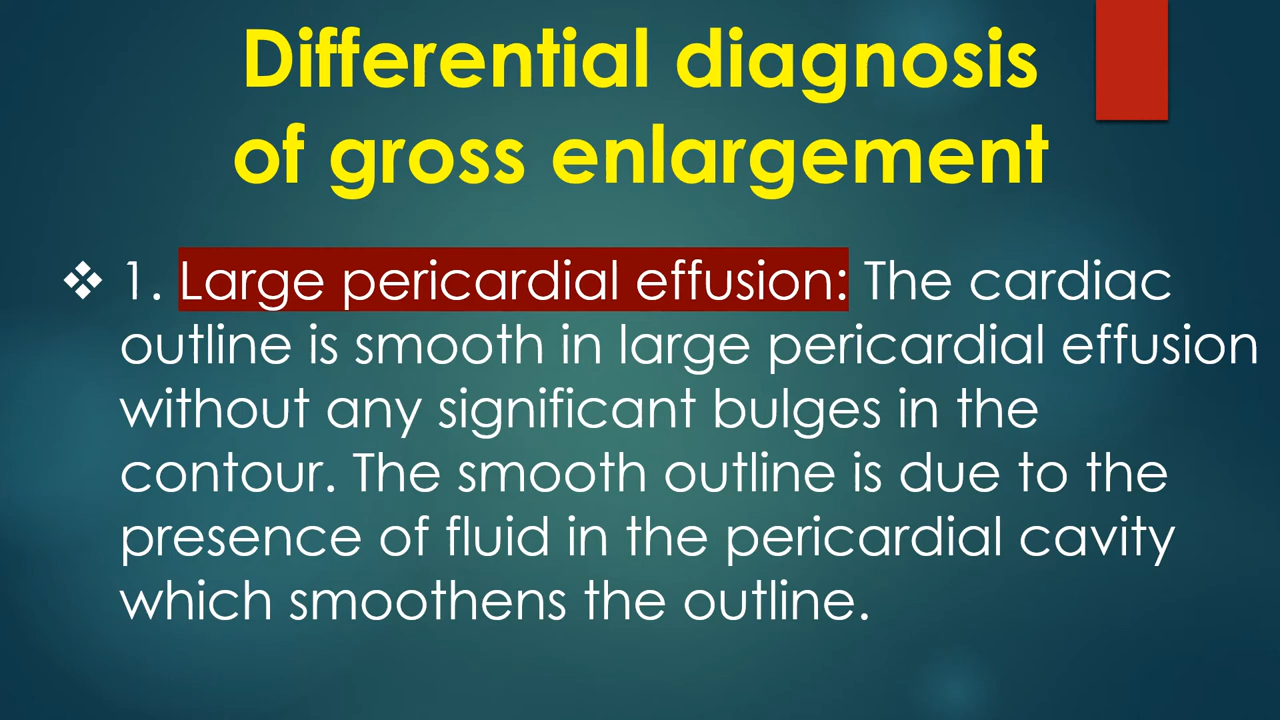 Differential diagnosis
of gross enlargement
❖ 1. Large pericardial effusion: The cardiac
outline is smooth in large pericardial effusion
without any significant bulges in the
contour. The smooth outline is due to the
presence of fluid in the pericardial cavity
which smoothens the outline.